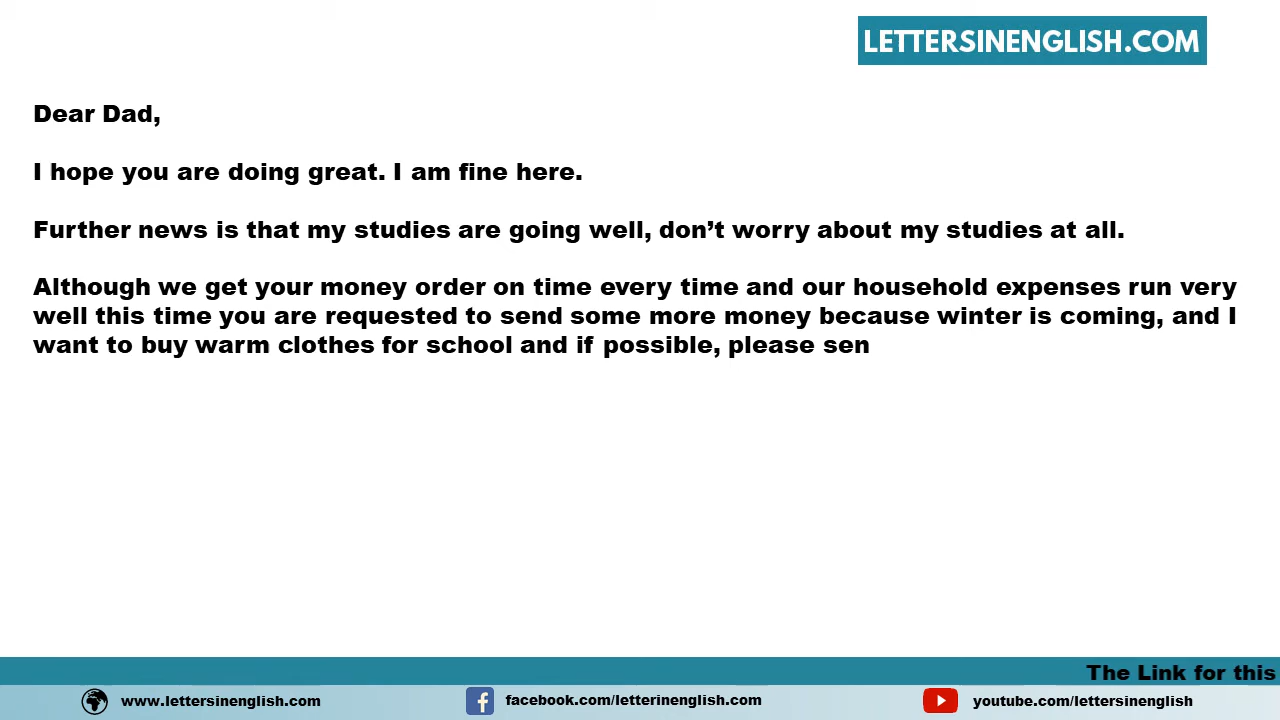 LETTERSINENGLISH.COM
Dear Dad,
I hope you are doing great. I am fine here.
Further news is that my studies are going well, don’t worry about my studies at all.
Although we get your money order on time every time and our household expenses run very
well this time you are requested to send some more money because winter is coming, and I
want to buy warm clothes for school and if possible, please sen
The Link for this
www.lettersinenglish.com
facebook.com/letterinenglish.com
youtube.com/lettersinenglish